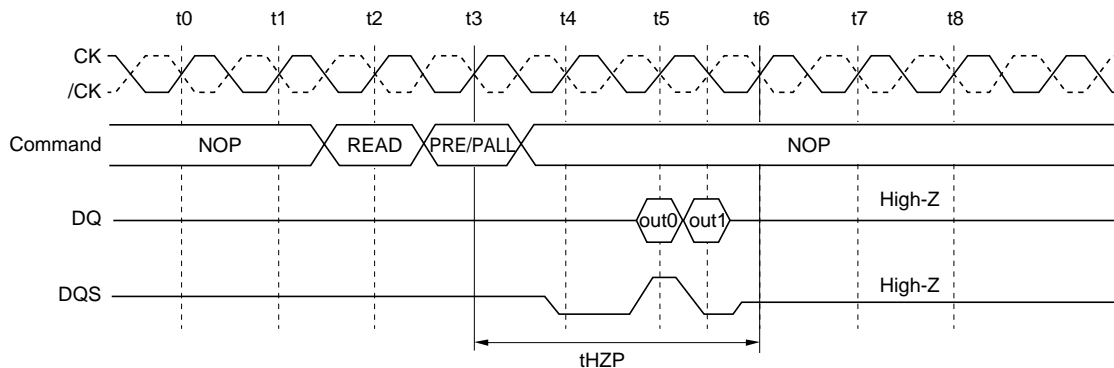 t0 t1 t2 t3 t4 t5 t6 t7 t8
CK
/CK
Command NOP READ PRE/PALL NOP
DQ out0 out1 High-Z
DQS High-Z
tHZP